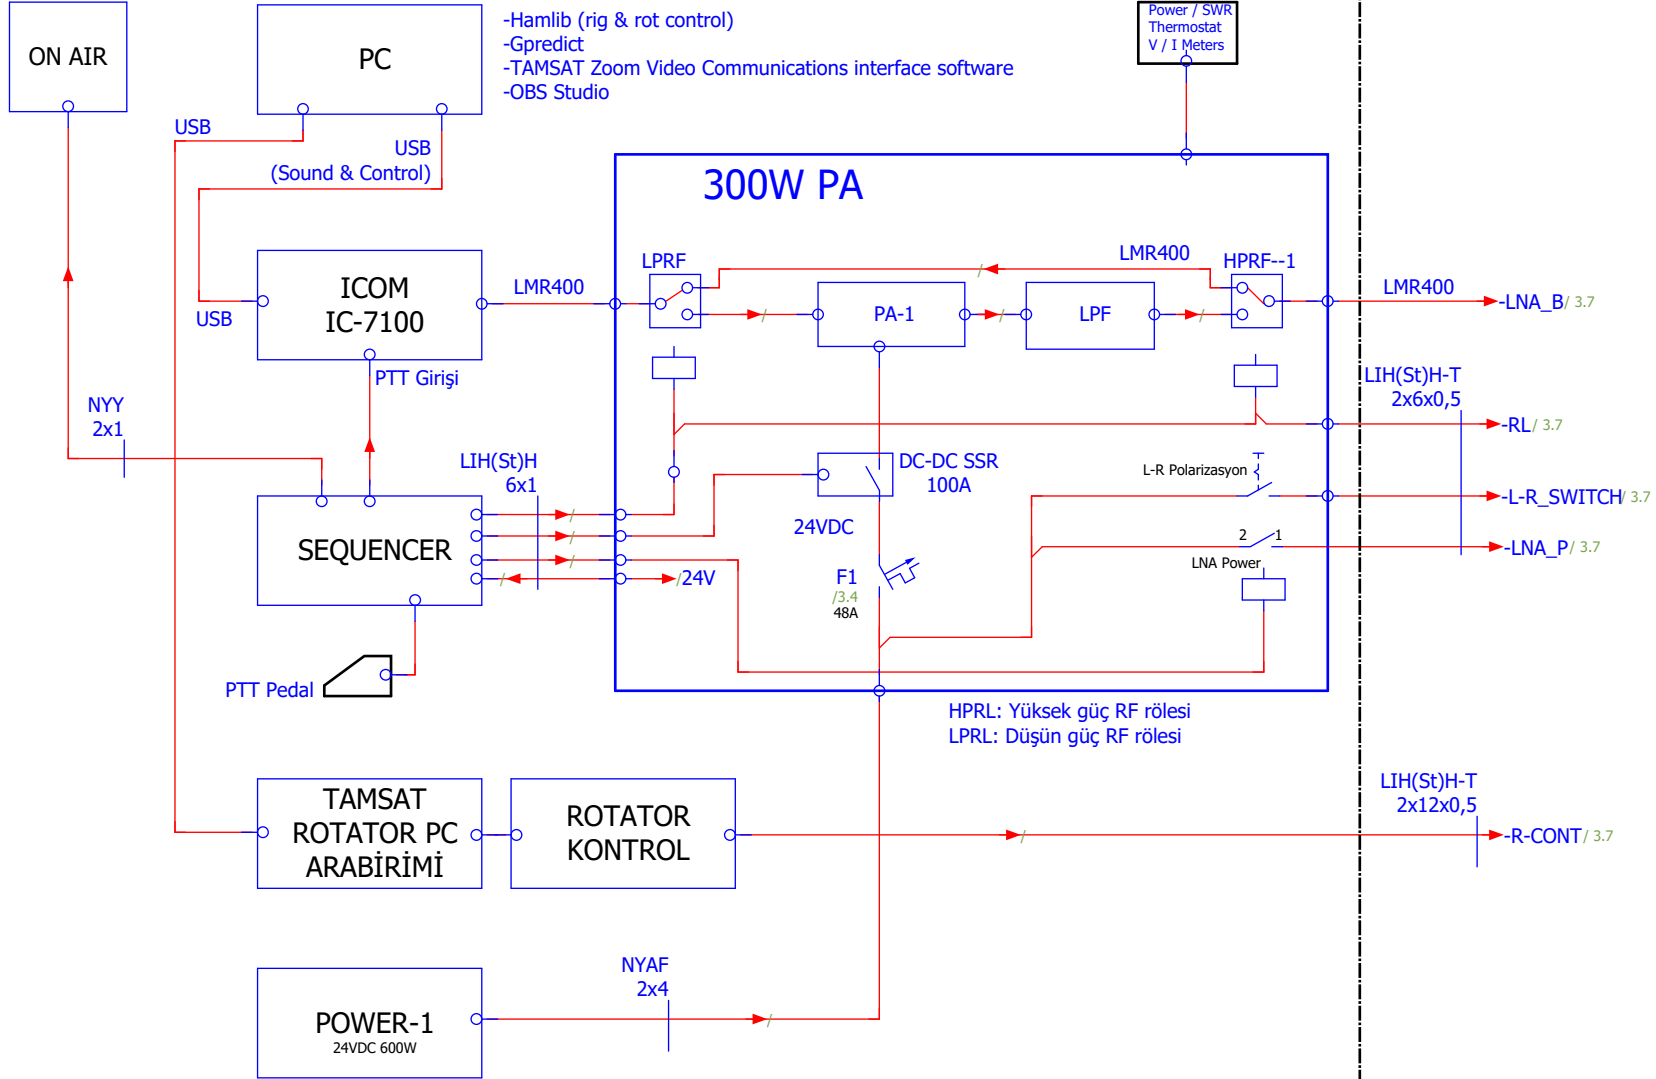 ON AIR
PC
-Hamlib (rig & rot control)
-Gpredict
-TAMSAT Zoom Video Communications interface software
-OBS Studio
Power / SWR
Thermostat
V / I Meters
USB
USB
(Sound & Control)
300W PA
ICOM
IC-7100
USB
LMR400
LPRF
LMR400
HPRF--1
PA-1
LPF
LMR400
-LNA_B/ 3.7
PTT Girişi
NYY
2x1
LIH(St)H-T
2x6x0,5
-RL/ 3.7
LIH(St)H
6x1
DC-DC SSR
100A
L-R Polarizasyon
-L-R_SWITCH/ 3.7
24VDC
SEQUENCER
2 1
LNA Power
-LNA_P/ 3.7
/24V
F1
/3.4
48A
PTT Pedal
HPRL: Yüksek güç RF rölesi
LPRL: Düşün güç RF rölesi
TAMSAT
ROTATOR PC
ARABİRİMİ
ROTATOR
KONTROL
LIH(St)H-T
2x12x0,5
-R-CONT/ 3.7
NYAF
2x4
POWER-1
24VDC 600W